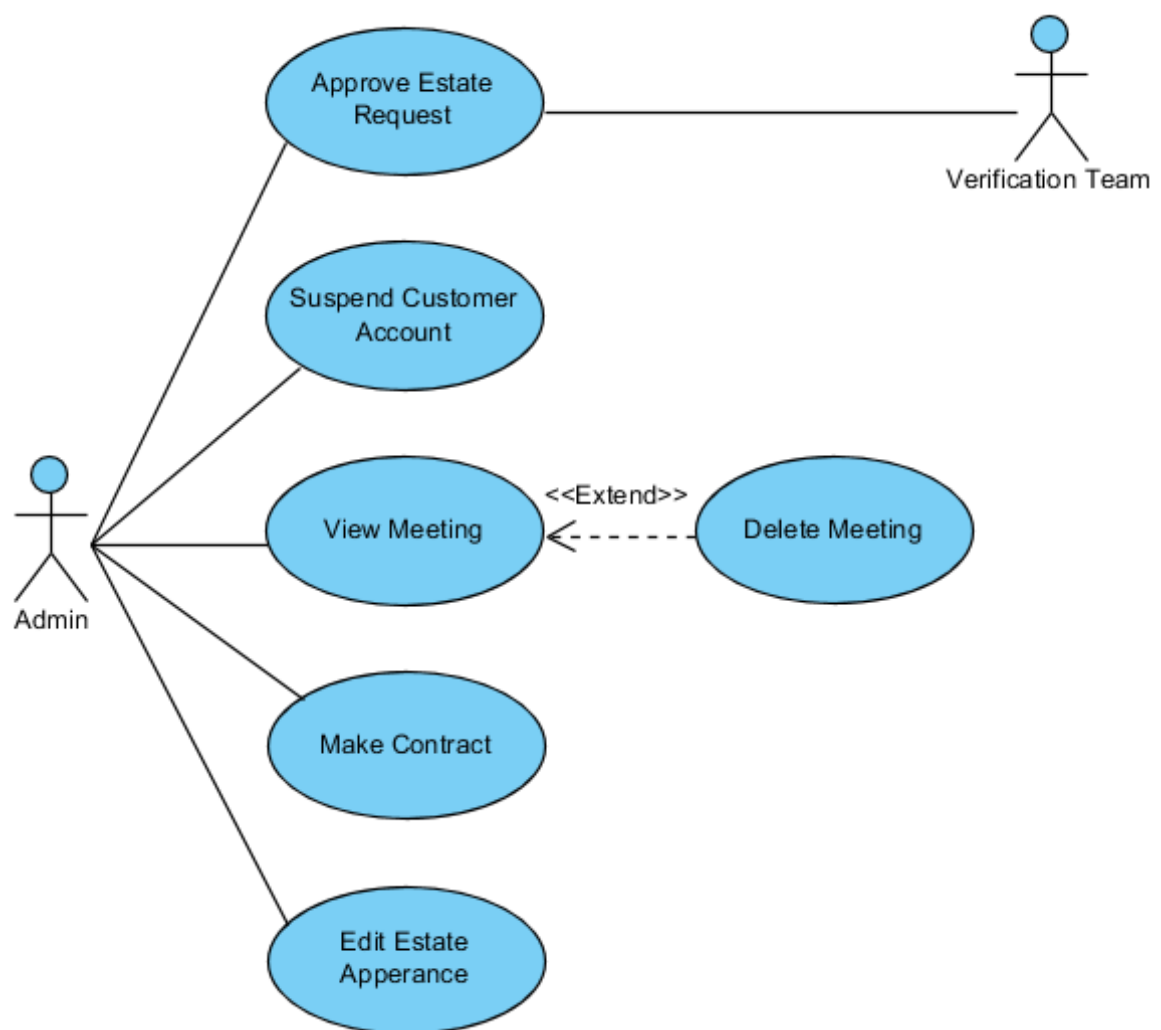 Approve Estate
Request
Verification Team
Suspend Customer
Account
<<Extend>>
View Meeting
Delete Meeting
Admin
Make Contract
Edit Estate
Apperance